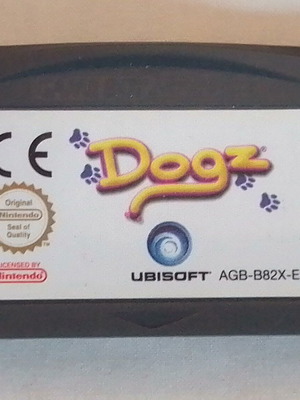 CE
Dogz
Original
Nintendo
Seal of
Quality
LICENSED BY
Nintendo
UBISOFT AGB-B82X-E